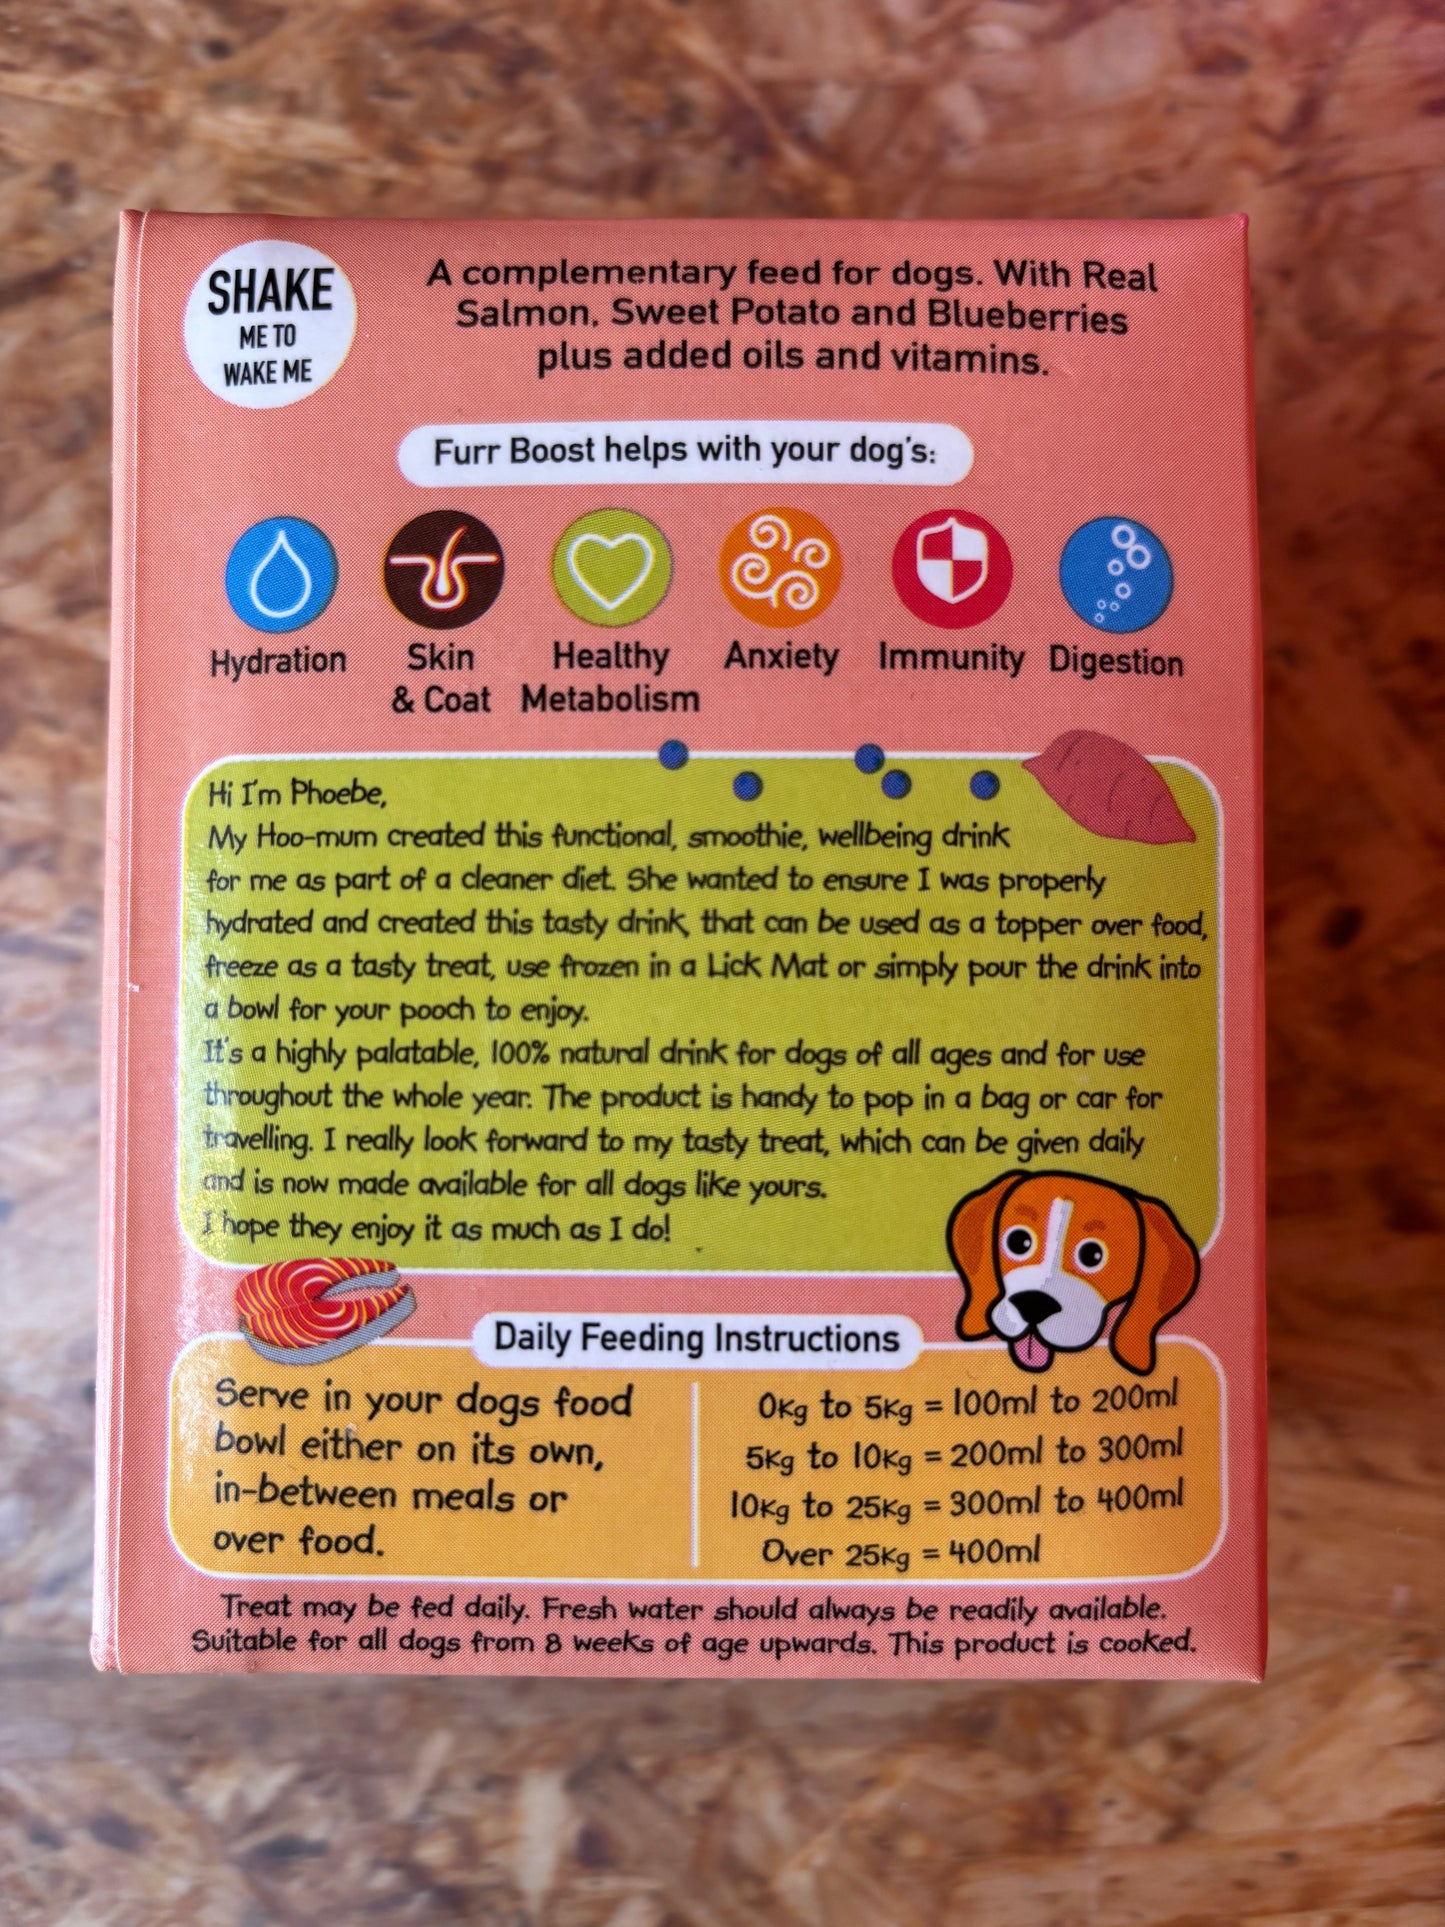 SHAKE
ME TO
WAKE ME
A complementary feed for dogs. With Real
Salmon, Sweet Potato and Blueberries
plus added oils and vitamins.
Furr Boost helps with your dog's:
Hydration
Skin
& Coat
Healthy
Metabolism
Anxiety
Immunity
Digestion
Hi I'm Phoebe,
My Hoo-mum created this functional, smoothie, wellbeing drink
for me as part of a cleaner diet. She wanted to ensure I was properly
hydrated and created this tasty drink, that can be used as a topper over food,
freeze as a tasty treat, use frozen in a Lick Mat or simply pour the drink into
a bowl for your pooch to enjoy.
It's a highly palatable, 100% natural drink for dogs of all ages and for use
throughout the whole year. The product is handy to pop in a bag or car for
travelling. I really look forward to my tasty treat, which can be given daily
and is now made available for all dogs like yours.
I hope they enjoy it as much as I do!
Daily Feeding Instructions
Serve in your dogs food
bowl either on its own,
in-between meals or
over food.
0Kg to 5Kg = 100ml to 200ml
5Kg to 10Kg = 200ml to 300ml
10Kg to 25Kg = 300ml to 400ml
Over 25Kg = 400ml
Treat may be fed daily. Fresh water should always be readily available.
Suitable for all dogs from 8 weeks of age upwards. This product is cooked.